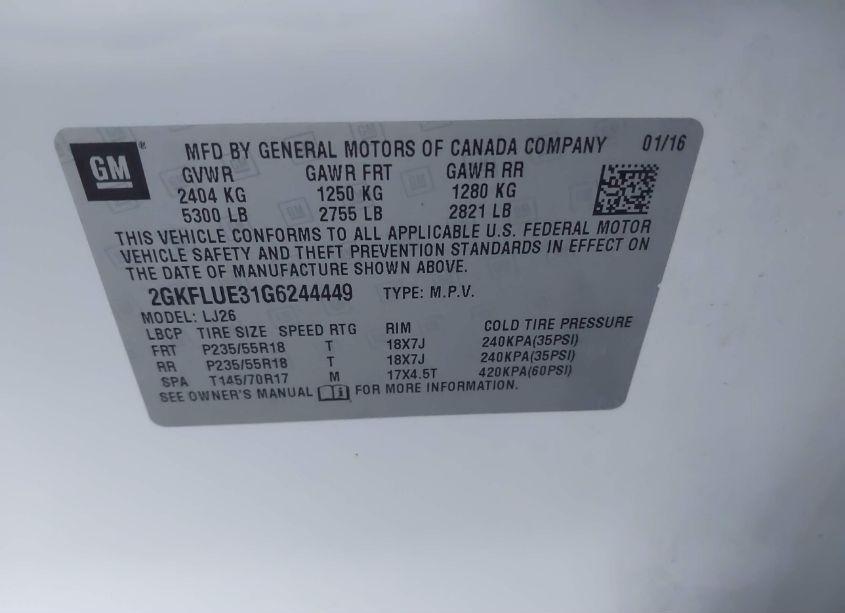 GM ® MFD BY GENERAL MOTORS OF CANADA COMPANY 01/16
GVWR GAWR FRT GAWR RR
2404 KG 1250 KG 1280 KG
5300 LB 2755 LB 2821 LB
THIS VEHICLE CONFORMS TO ALL APPLICABLE U.S. FEDERAL MOTOR
VEHICLE SAFETY AND THEFT PREVENTION STANDARDS IN EFFECT ON
THE DATE OF MANUFACTURE SHOWN ABOVE.
2GKFLUE31G6244449 TYPE: M.P.V.
MODEL: LJ26
LBCP TIRE SIZE SPEED RTG RIM COLD TIRE PRESSURE
FRT P235/55R18 T 18X7J 240KPA(35PSI)
RR P235/55R18 T 18X7J 240KPA(35PSI)
SPA T145/70R17 M 17X4.5T 420KPA(60PSI)
SEE OWNER'S MANUAL i FOR MORE INFORMATION.